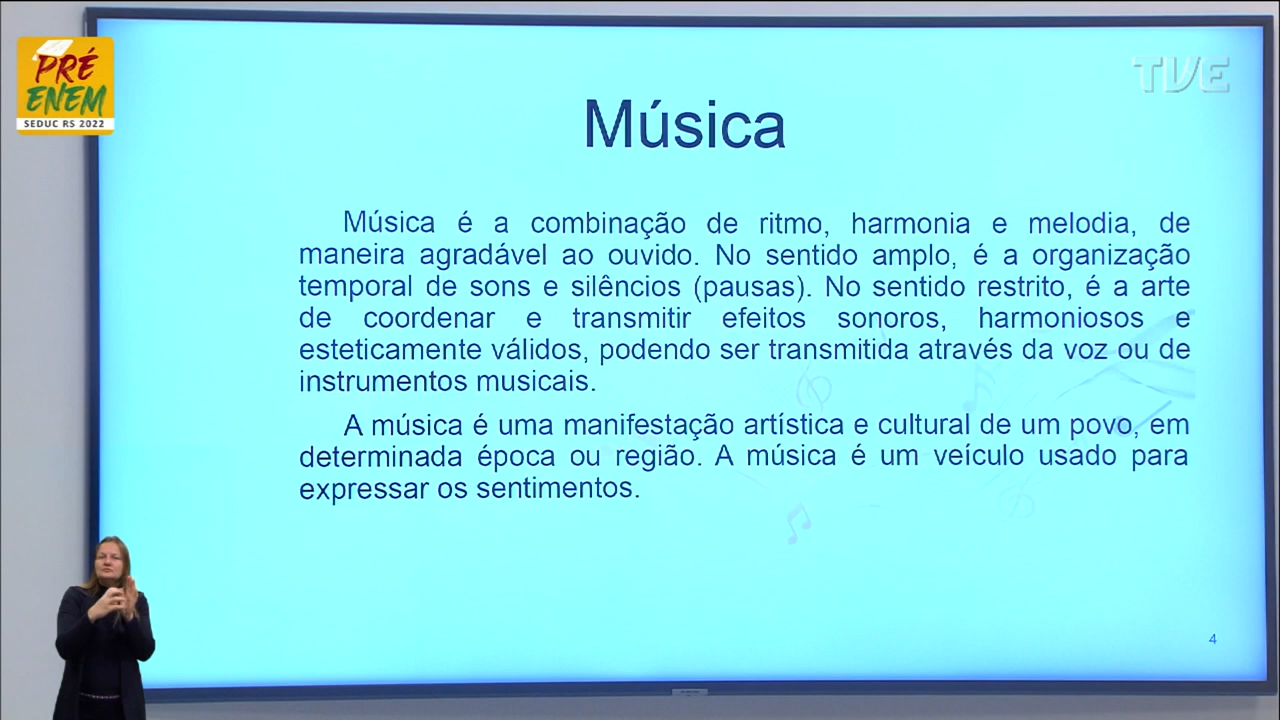 PRÉ
ENEM
SEDUC RS 2022
TVE
Música
Música é a combinação de ritmo, harmonia e melodia, de
maneira agradável ao ouvido. No sentido amplo, é a organização
temporal de sons e silêncios (pausas). No sentido restrito, é a arte
de coordenar e transmitir efeitos sonoros, harmoniosos e
esteticamente válidos, podendo ser transmitida através da voz ou de
instrumentos musicais.
A música é uma manifestação artística e cultural de um povo, em
determinada época ou região. A música é um veículo usado para
expressar os sentimentos.
4